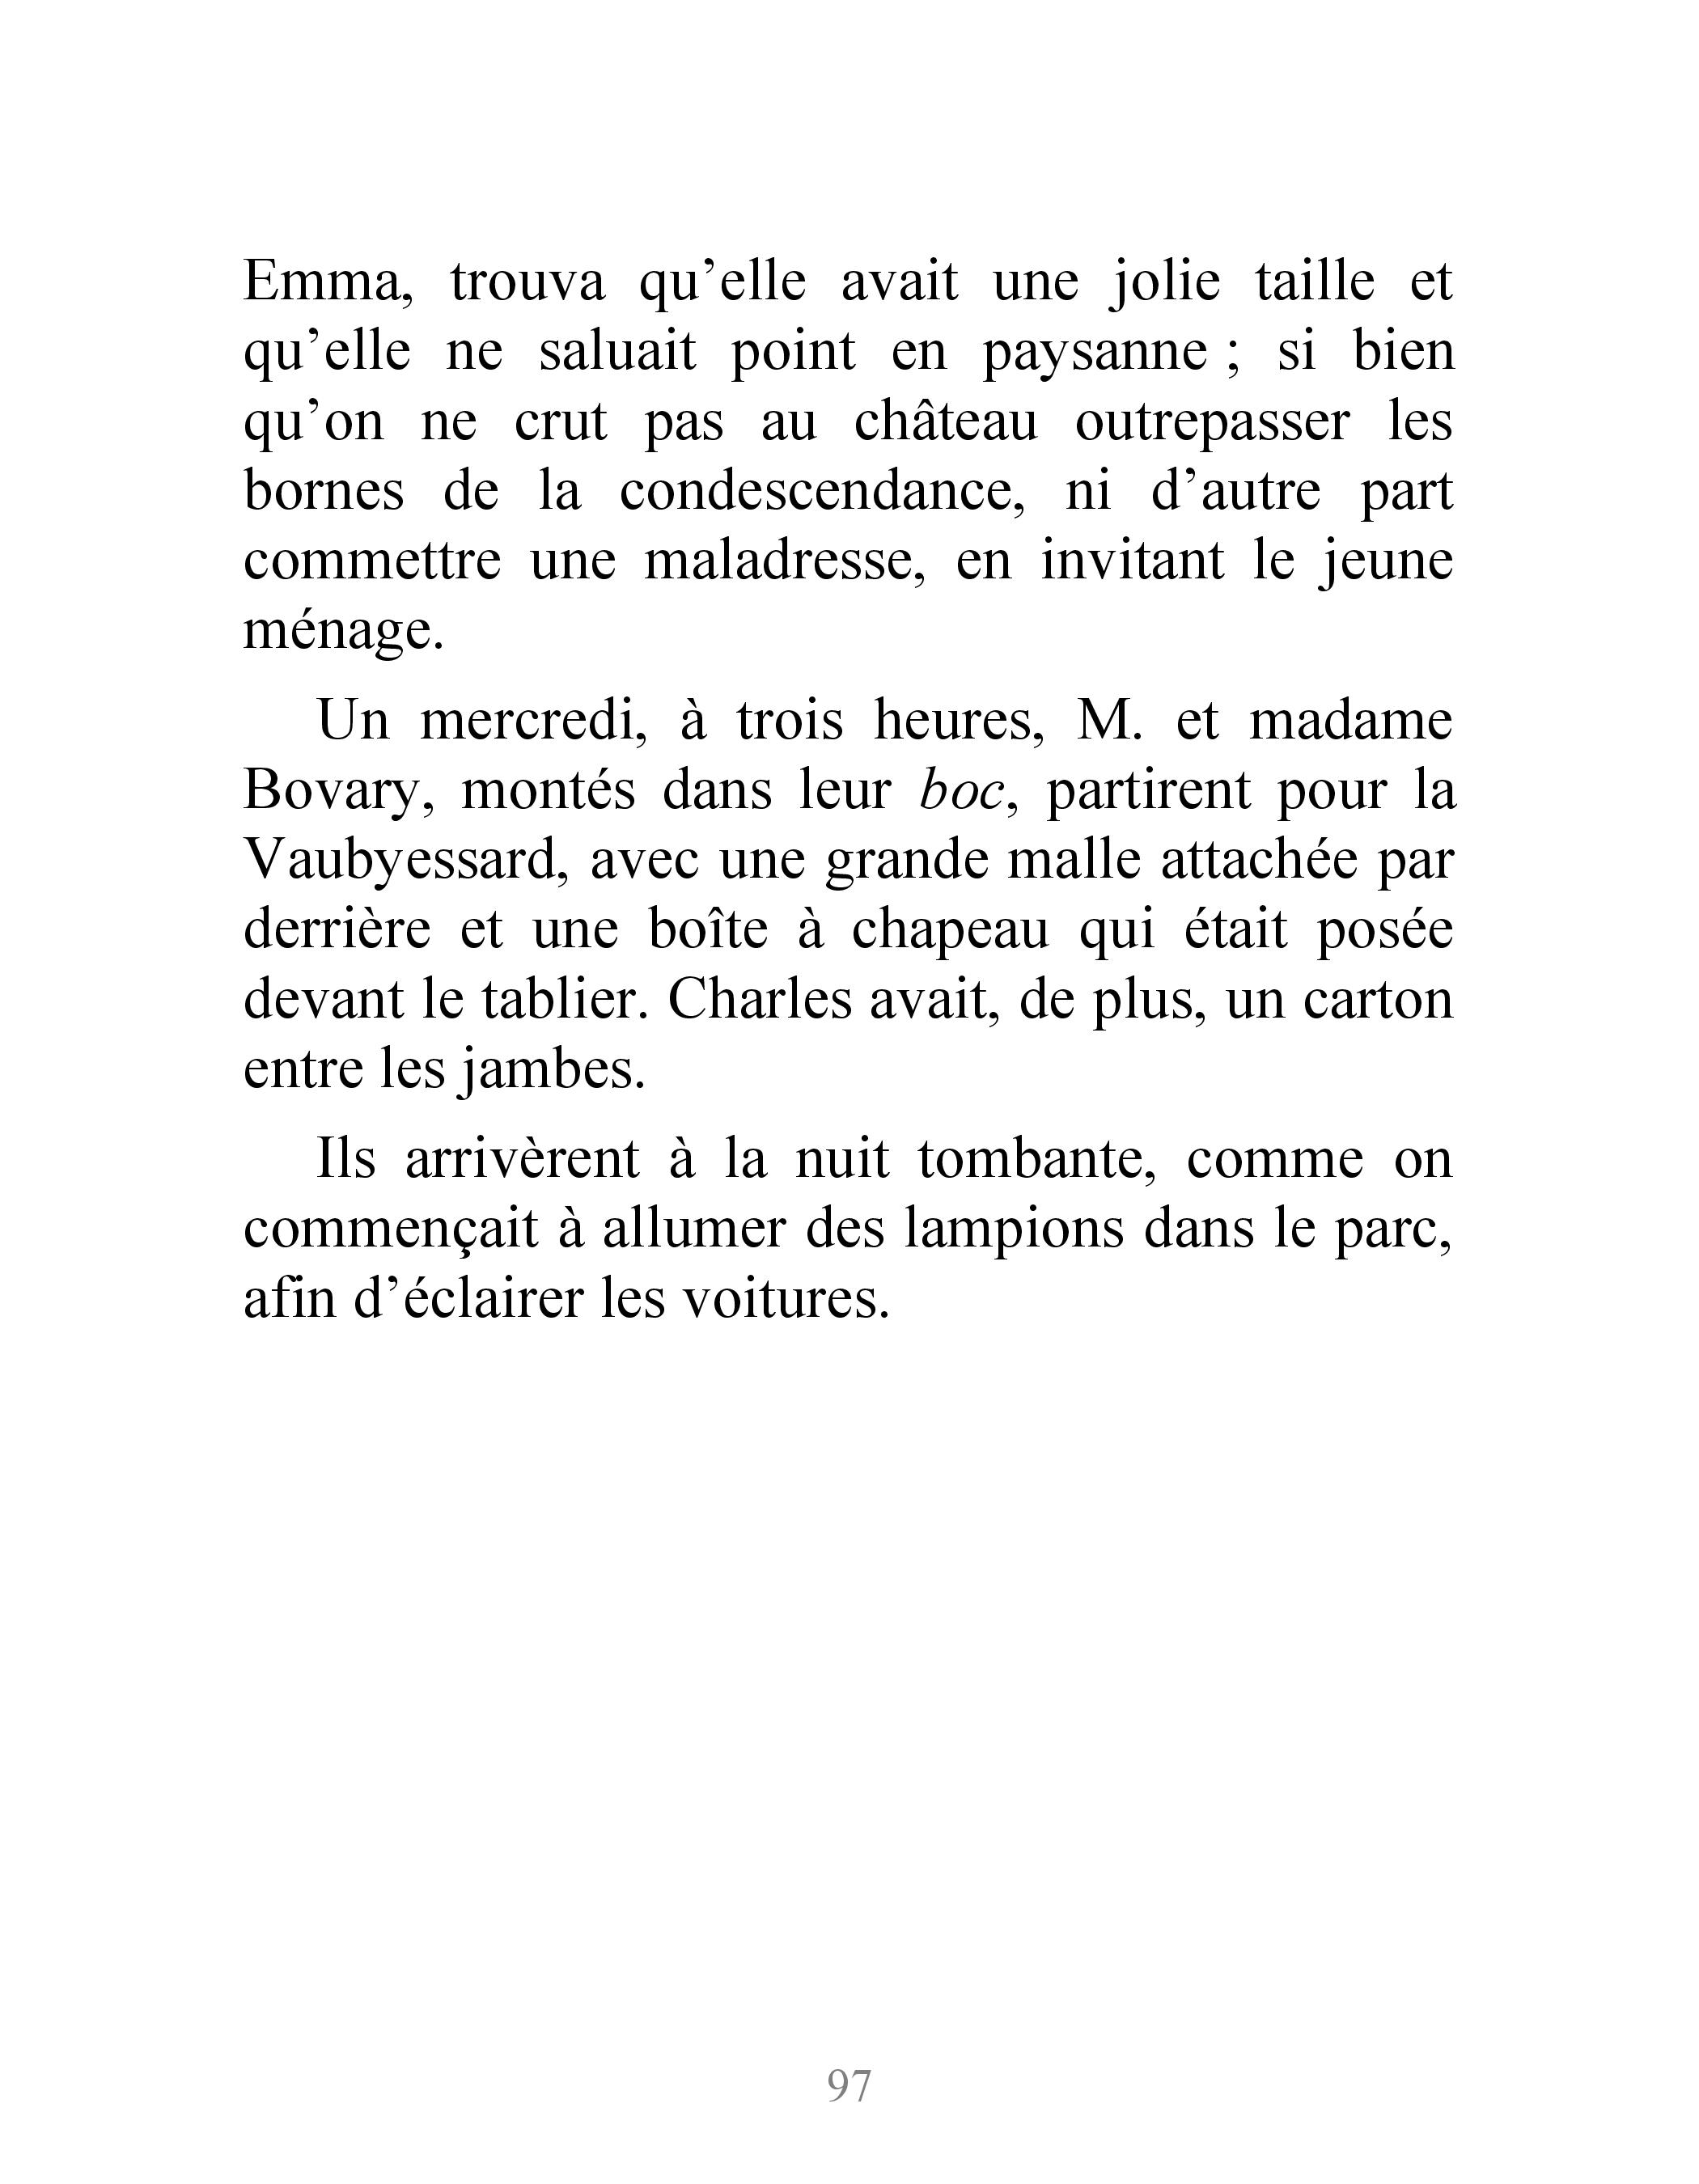 Emma, trouva qu’elle avait une jolie taille et
qu’elle ne saluait point en paysanne ; si bien
qu’on ne crut pas au château outrepasser les
bornes de la condescendance, ni d’autre part
commettre une maladresse, en invitant le jeune
ménage.
Un mercredi, à trois heures, M. et madame
Bovary, montés dans leur boc, partirent pour la
Vaubyessard, avec une grande malle attachée par
derrière et une boîte à chapeau qui était posée
devant le tablier. Charles avait, de plus, un carton
entre les jambes.
Ils arrivèrent à la nuit tombante, comme on
commençait à allumer des lampions dans le parc,
afin d’éclairer les voitures.
97